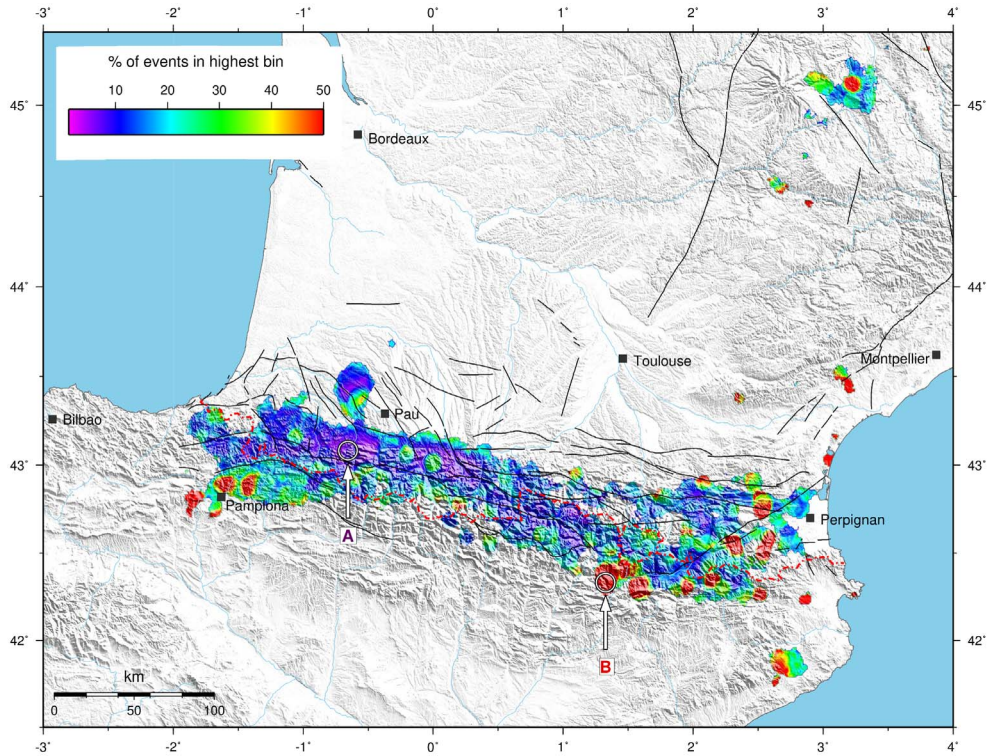 -3˚ -2˚ -1˚ 0˚ 1˚ 2˚ 3˚ 4˚
% of events in highest bin
10 20 30 40 50
45˚ 45˚
Bordeaux
44˚ 44˚
Toulouse
Montpellier
Bilbao
Pau
43˚ 43˚
Pamplona
Perpignan
A
B
42˚ 42˚
km
0 50 100
-3˚ -2˚ -1˚ 0˚ 1˚ 2˚ 3˚ 4˚